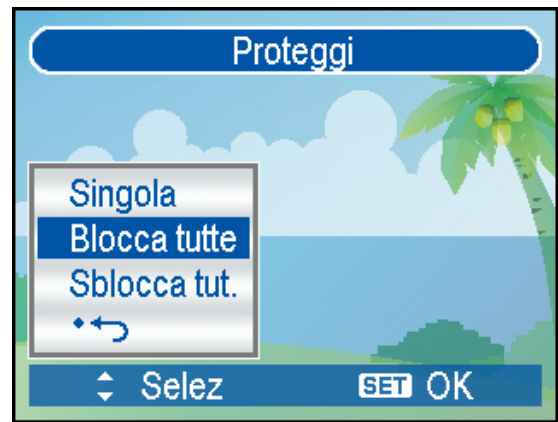 Proteggi
Singola
Blocca tutte
Sblocca tut.
Selez SET OK